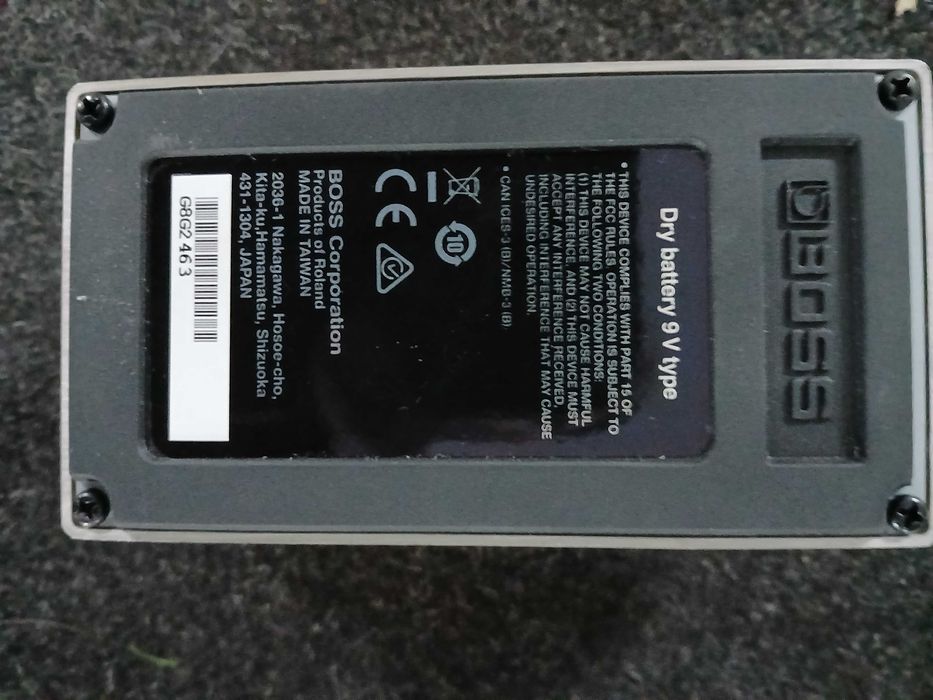 BOSS
Dry battery 9V type
• THIS DEVICE COMPLIES WITH PART 15 OF
THE FCC RULES. OPERATION IS SUBJECT TO
THE FOLLOWING TWO CONDITIONS:
(1) THIS DEVICE MAY NOT CAUSE HARMFUL
INTERFERENCE, AND (2) THIS DEVICE MUST
ACCEPT ANY INTERFERENCE RECEIVED,
INCLUDING INTERFERENCE THAT MAY CAUSE
UNDESIRED OPERATION.
• CAN ICES-3 (B)/NMB-3 (B)
10
CE
BOSS Corporation
Products of Roland
MADE IN TAIWAN
2036-1 Nakagawa, Hosoe-cho,
Kita-ku,Hamamatsu, Shizuoka
431-1304, JAPAN
G8G2463